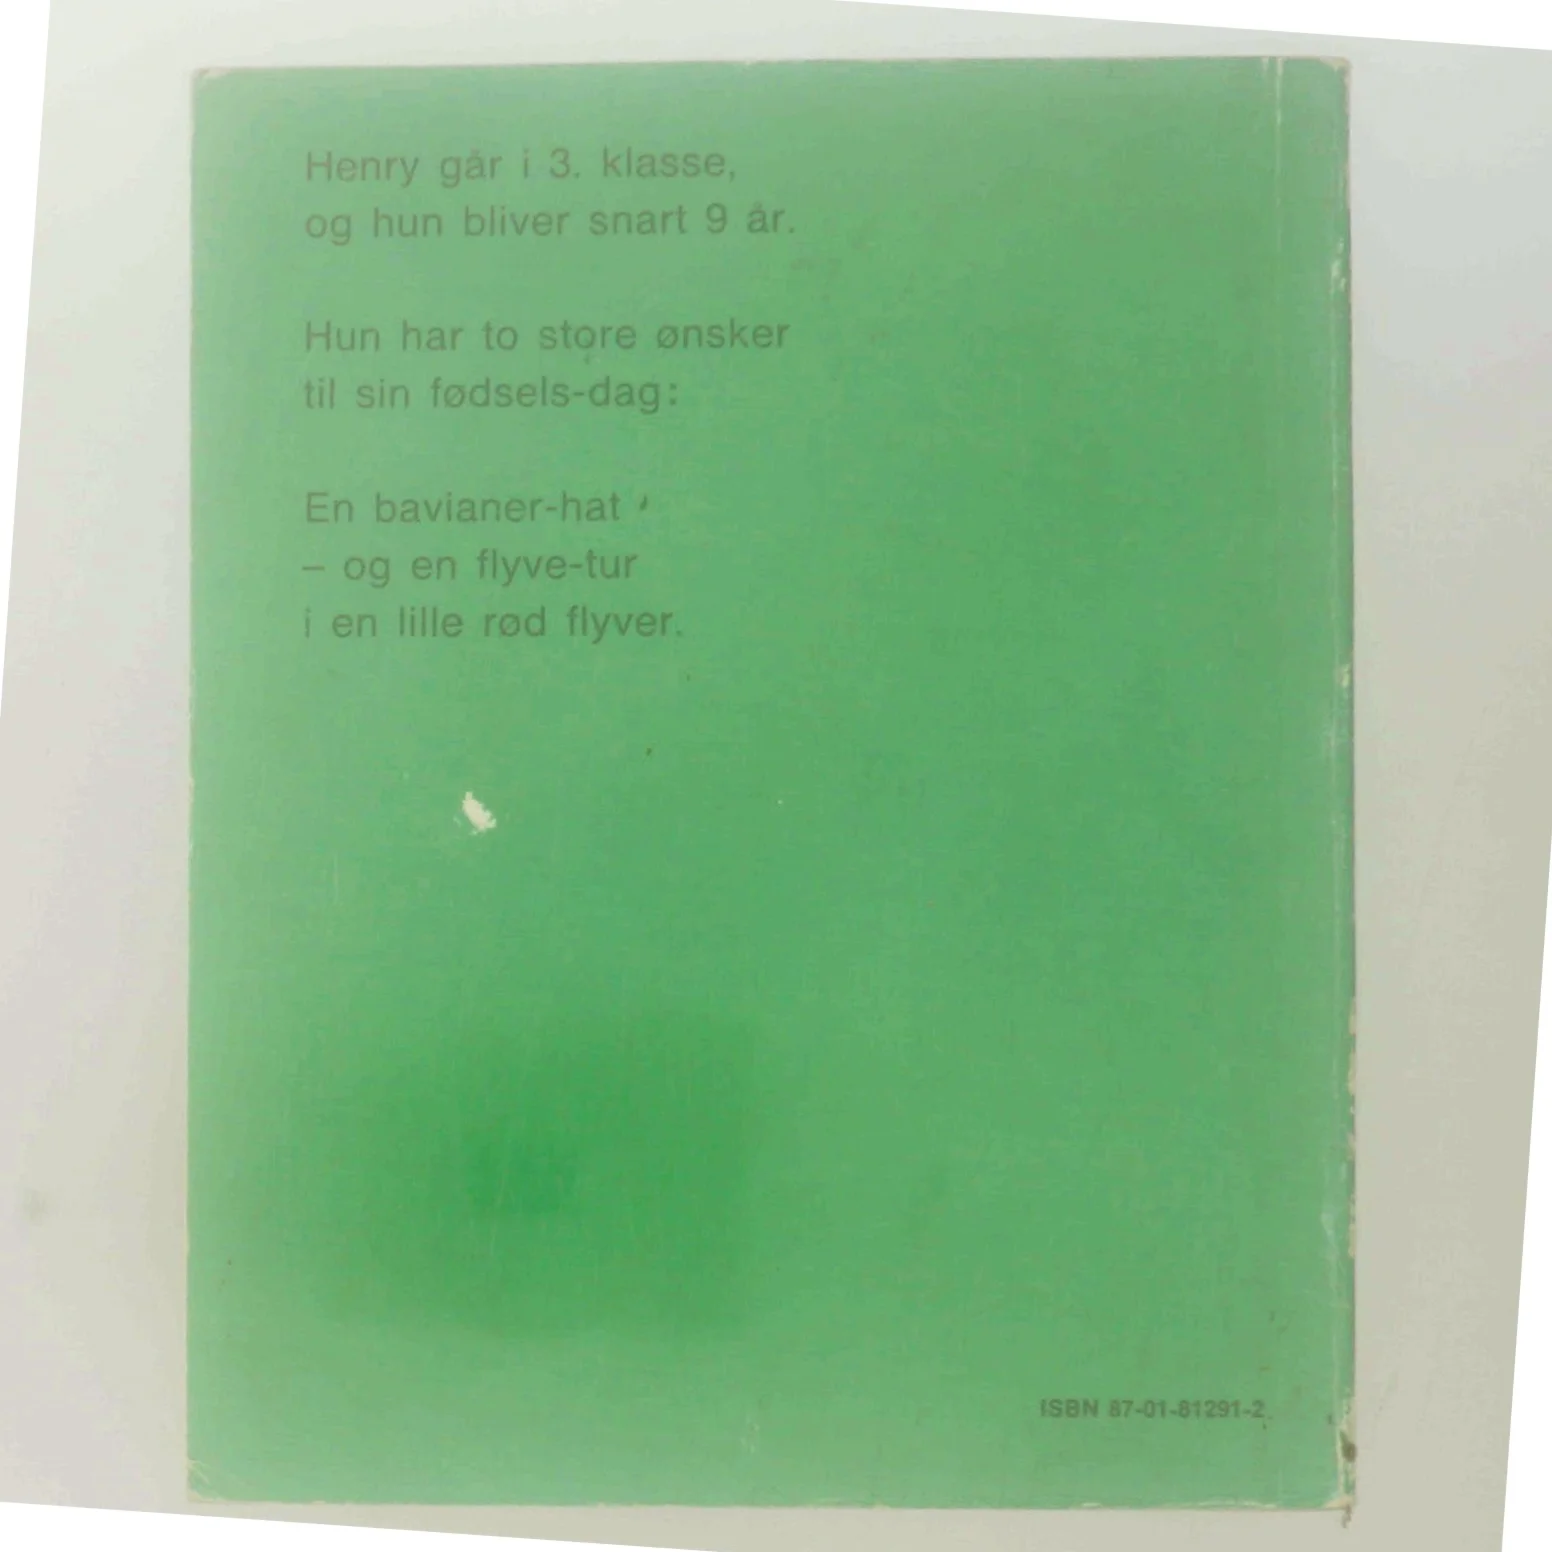 Henry går i 3. klasse,
og hun bliver snart 9 år.
Hun har to store ønsker
til sin fødsels-dag:
En bavianer-hat
– og en flyve-tur
i en lille rød flyver.
ISBN 87-01-81291-2